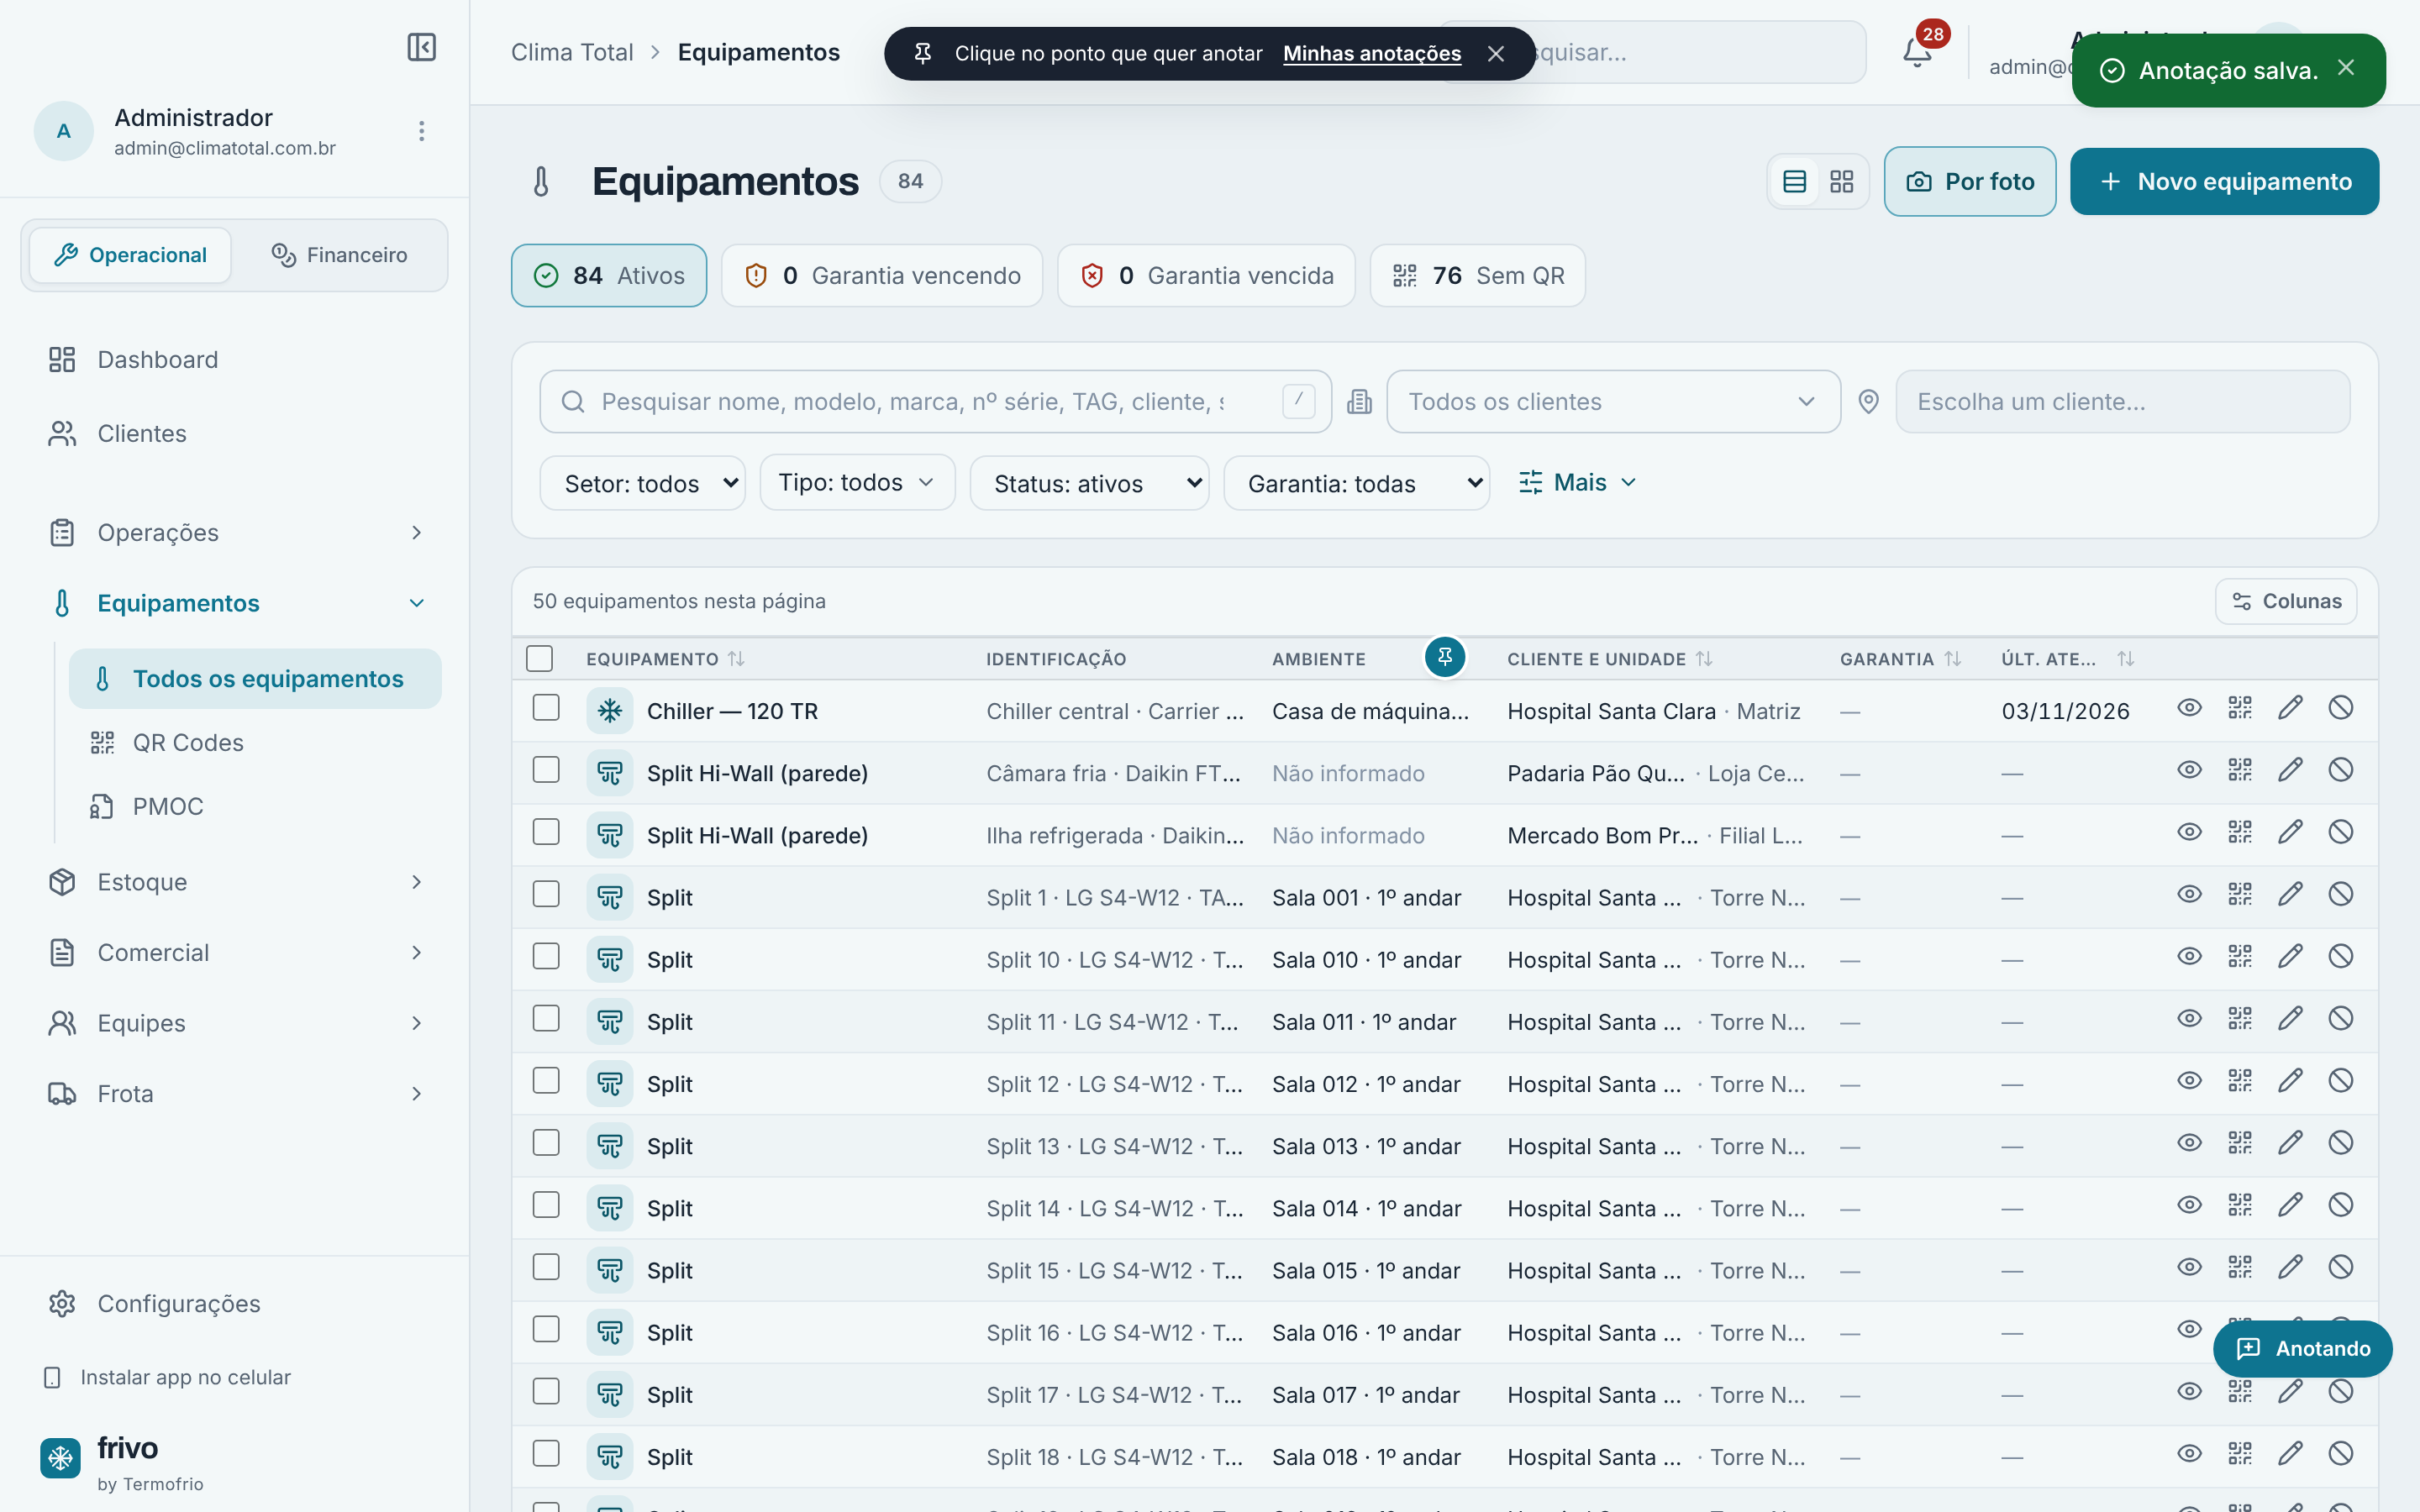 Clima Total > Equipamentos
Clique no ponto que quer anotar Minhas anotações
squisar...
28
admin@
Anotação salva.
A
Administrador
admin@climatotal.com.br
Operacional
Financeiro
Dashboard
Clientes
Operações
Equipamentos
Todos os equipamentos
QR Codes
PMOC
Estoque
Comercial
Equipes
Frota
Configurações
Instalar app no celular
frivo
by Termofrio
Equipamentos 84
Por foto
+ Novo equipamento
84 Ativos
0 Garantia vencendo
0 Garantia vencida
76 Sem QR
Pesquisar nome, modelo, marca, nº série, TAG, cliente, /
Todos os clientes
Escolha um cliente...
Setor: todos
Tipo: todos
Status: ativos
Garantia: todas
Mais
50 equipamentos nesta página
Colunas
EQUIPAMENTO IDENTIFICAÇÃO AMBIENTE CLIENTE E UNIDADE GARANTIA ÚLT. ATE...
Chiller — 120 TR Chiller central · Carrier ... Casa de máquina... Hospital Santa Clara · Matriz — 03/11/2026
Split Hi-Wall (parede) Câmara fria · Daikin FT... Não informado Padaria Pão Qu... · Loja Ce... — —
Split Hi-Wall (parede) Ilha refrigerada · Daikin... Não informado Mercado Bom Pr... · Filial L... — —
Split Split 1 · LG S4-W12 · TA... Sala 001 · 1º andar Hospital Santa ... · Torre N... — —
Split Split 10 · LG S4-W12 · T... Sala 010 · 1º andar Hospital Santa ... · Torre N... — —
Split Split 11 · LG S4-W12 · T... Sala 011 · 1º andar Hospital Santa ... · Torre N... — —
Split Split 12 · LG S4-W12 · T... Sala 012 · 1º andar Hospital Santa ... · Torre N... — —
Split Split 13 · LG S4-W12 · T... Sala 013 · 1º andar Hospital Santa ... · Torre N... — —
Split Split 14 · LG S4-W12 · T... Sala 014 · 1º andar Hospital Santa ... · Torre N... — —
Split Split 15 · LG S4-W12 · T... Sala 015 · 1º andar Hospital Santa ... · Torre N... — —
Split Split 16 · LG S4-W12 · T... Sala 016 · 1º andar Hospital Santa ... · Torre N... — —
Anotando
Split Split 17 · LG S4-W12 · T... Sala 017 · 1º andar Hospital Santa ... · Torre N... — —
Split Split 18 · LG S4-W12 · T... Sala 018 · 1º andar Hospital Santa ... · Torre N... — —